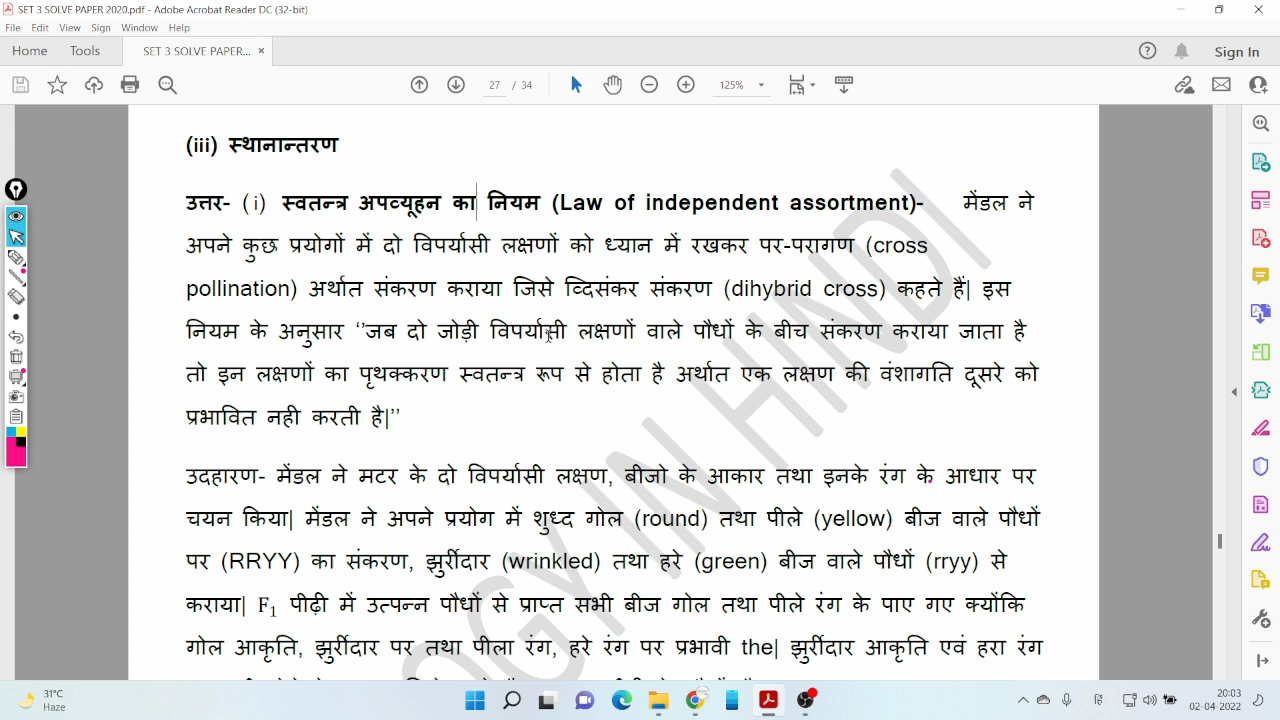 SET 3 SOLVE PAPER 2020.pdf - Adobe Acrobat Reader DC (32-bit)
File Edit View Sign Window Help
Home Tools SET 3 SOLVE PAPER... × Sign In
27 / 34 125%
(iii) स्थानान्तरण
उत्तर- (i) स्वतन्त्र अपव्यूहन का नियम (Law of independent assortment)- मेंडल ने
अपने कुछ प्रयोगों में दो विपर्यासी लक्षणों को ध्यान में रखकर पर-परागण (cross
pollination) अर्थात संकरण कराया जिसे व्दिसंकर संकरण (dihybrid cross) कहते हैं| इस
नियम के अनुसार ‘’जब दो जोड़ी विपर्यासी लक्षणों वाले पौधों के बीच संकरण कराया जाता है
तो इन लक्षणों का पृथक्करण स्वतन्त्र रूप से होता है अर्थात एक लक्षण की वंशागति दूसरे को
प्रभावित नही करती है|’’
उदहारण- मेंडल ने मटर के दो विपर्यासी लक्षण, बीजो के आकार तथा इनके रंग के आधार पर
चयन किया| मेंडल ने अपने प्रयोग में शुध्द गोल (round) तथा पीले (yellow) बीज वाले पौधों
पर (RRYY) का संकरण, झुर्रीदार (wrinkled) तथा हरे (green) बीज वाले पौधों (rryy) से
कराया| F₁ पीढ़ी में उत्पन्न पौधों से प्राप्त सभी बीज गोल तथा पीले रंग के पाए गए क्योंकि
गोल आकृति, झुर्रीदार पर तथा पीला रंग, हरे रंग पर प्रभावी the| झुर्रीदार आकृति एवं हरा रंग
OGY IN HINDI
31°C
Haze
20:03
02-04-2022